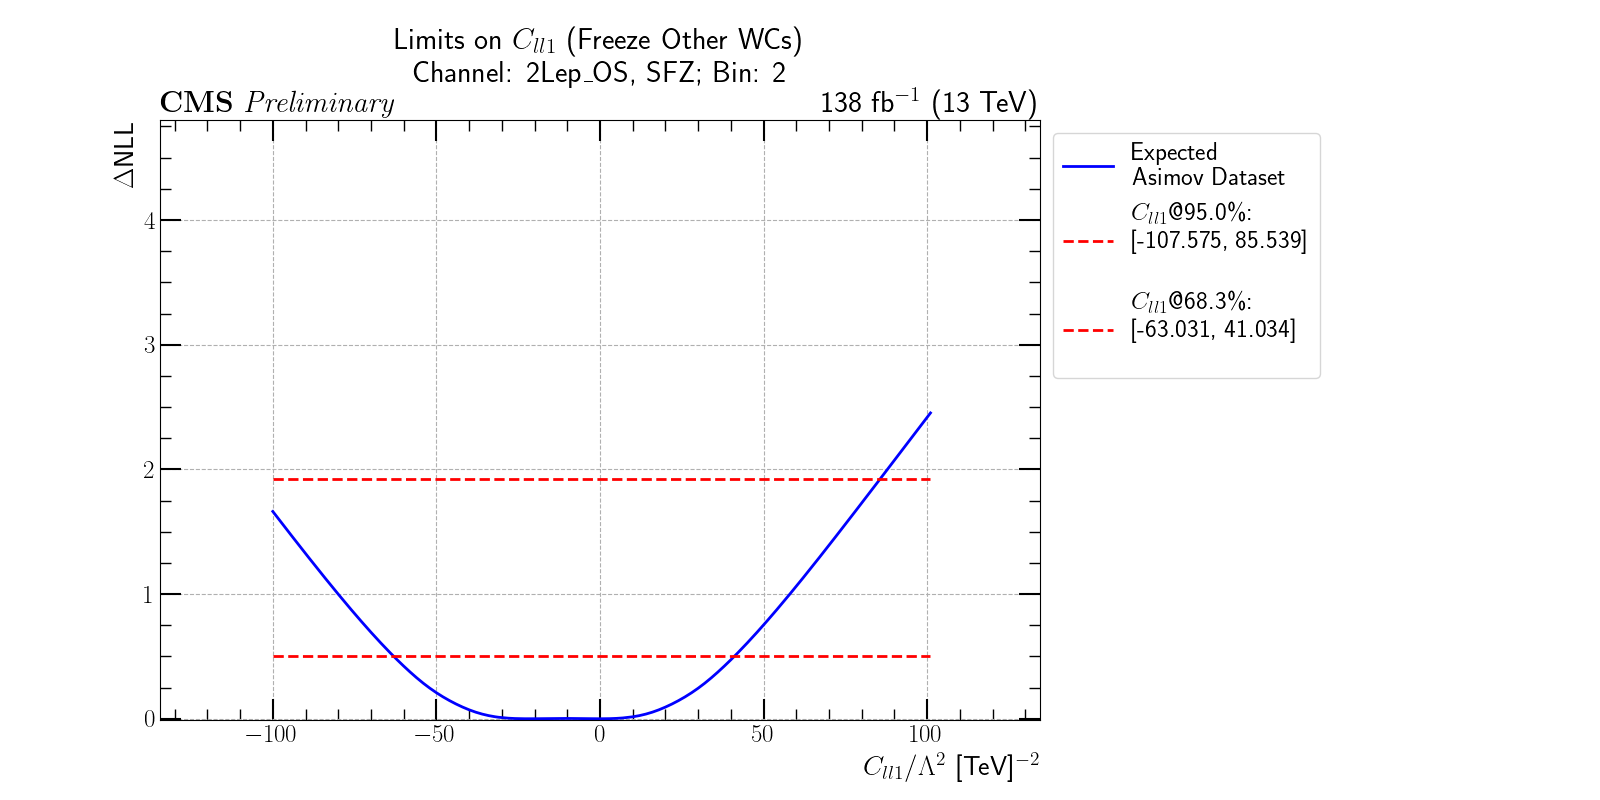 Limits on C_{ll1} (Freeze Other WCs)
Channel: 2Lep_OS, SFZ; Bin: 2
CMS Preliminary
138 fb^{-1} (13 TeV)
ΔNLL
4
3
2
1
0
−100
−50
0
50
100
C_{ll1}/Λ^2 [TeV]^{-2}
Expected
Asimov Dataset
C_{ll1}@95.0%:
[-107.575, 85.539]
C_{ll1}@68.3%:
[-63.031, 41.034]